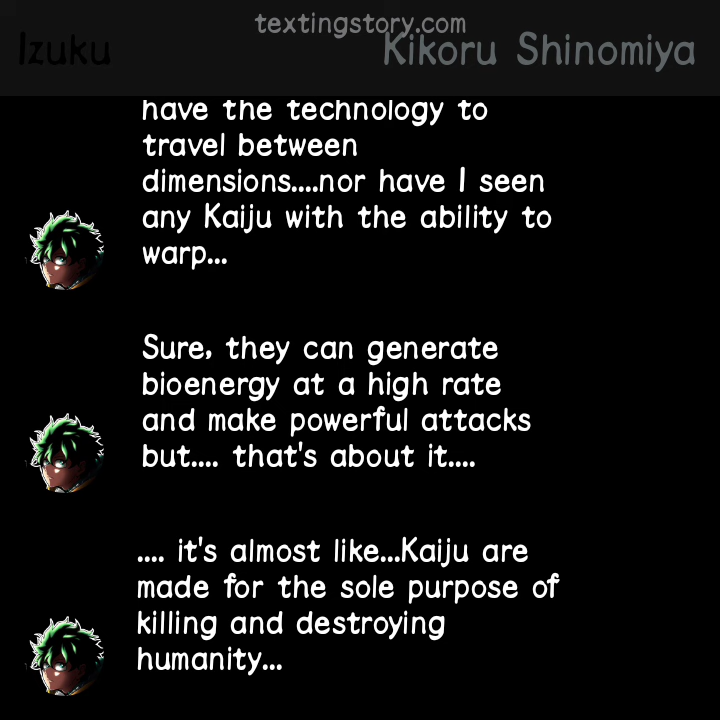 textingstory.com
Izuku
Kikoru Shinomiya
have the technology to
travel between
dimensions....nor have I seen
any Kaiju with the ability to
warp...
Sure, they can generate
bioenergy at a high rate
and make powerful attacks
but.... that's about it....
.... it's almost like...Kaiju are
made for the sole purpose of
killing and destroying
humanity...